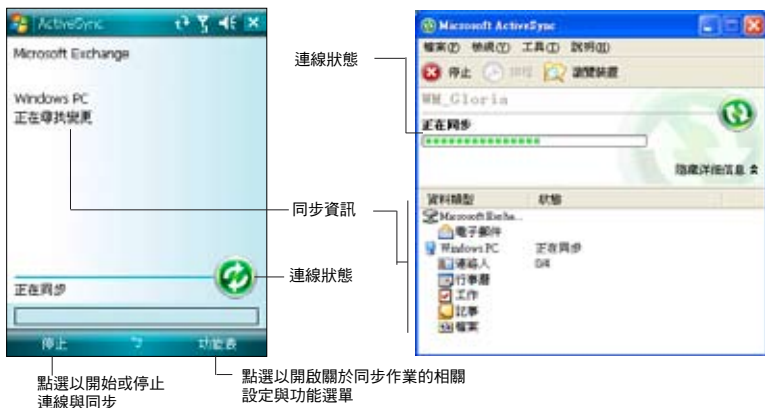 ActiveSync
Microsoft Exchange
Windows PC
正在尋找變更
正在同步
停止
功能表
連線狀態
同步資訊
連線狀態
點選以開始或停止
連線與同步
點選以開啟關於同步作業的相關
設定與功能選單
Microsoft ActiveSync
檔案(F) 檢視(V) 工具(T) 說明(H)
停止 排程 瀏覽裝置
WM_Gloria
正在同步
隱藏詳細信息
資料類型 狀態
Microsoft Excha...
電子郵件
Windows PC 正在同步
連絡人 0/4
行事曆
工作
記事
檔案